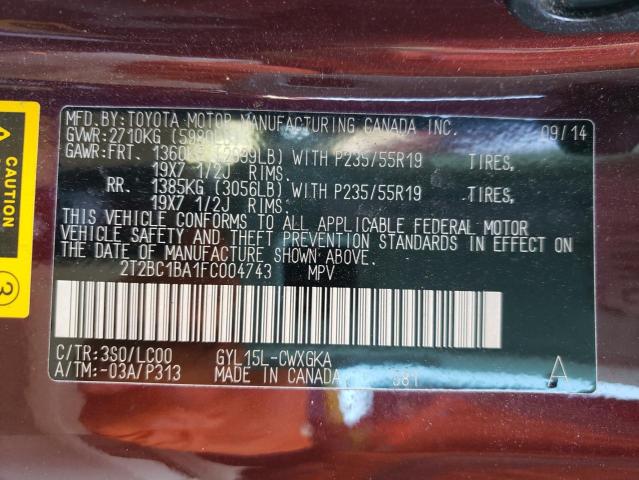 MFD. BY: TOYOTA MOTOR MANUFACTURING CANADA INC. 09/14
GVWR: 2710KG
GAWR: FRT. WITH P235/55R19 TIRES,
19X7 1/2J RIMS.
RR. 1385KG (3056LB) WITH P235/55R19 TIRES,
19X7 1/2J RIMS.
THIS VEHICLE CONFORMS TO ALL APPLICABLE FEDERAL MOTOR
VEHICLE SAFETY AND THEFT PREVENTION STANDARDS IN EFFECT ON
THE DATE OF MANUFACTURE SHOWN ABOVE.
2T2BC1BA1FC004743 MPV
C/TR: 3S0/LC00 GYL15L-CWXGKA
A/TM: -03A/P313 MADE IN CANADA 581 A
3